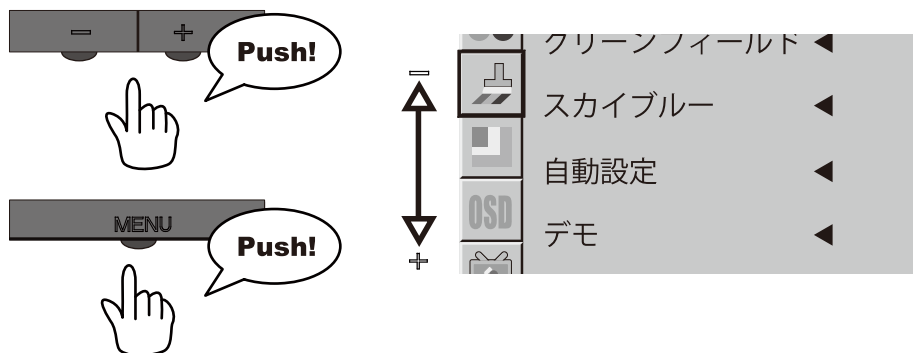 − +
Push!
MENU
Push!
−
+
グリーンフィールド ◀
スカイブルー ◀
自動設定 ◀
OSD
デモ ◀